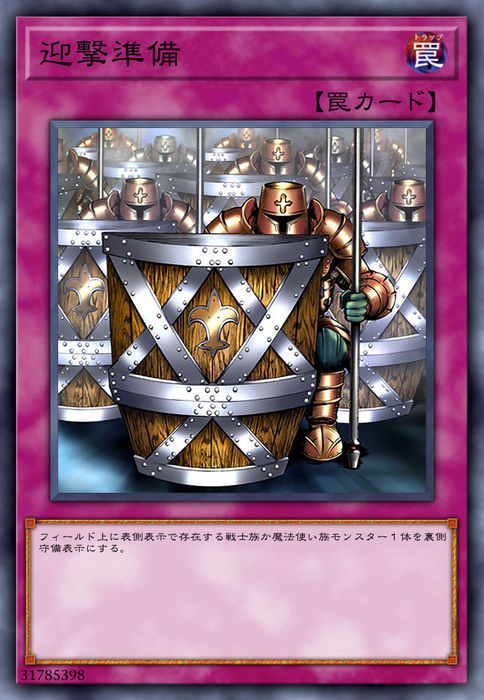 迎撃準備
トラップ
罠
【罠カード】
フィールド上に表側表示で存在する戦士族か魔法使い族モンスター１体を裏側
守備表示にする。
31785398